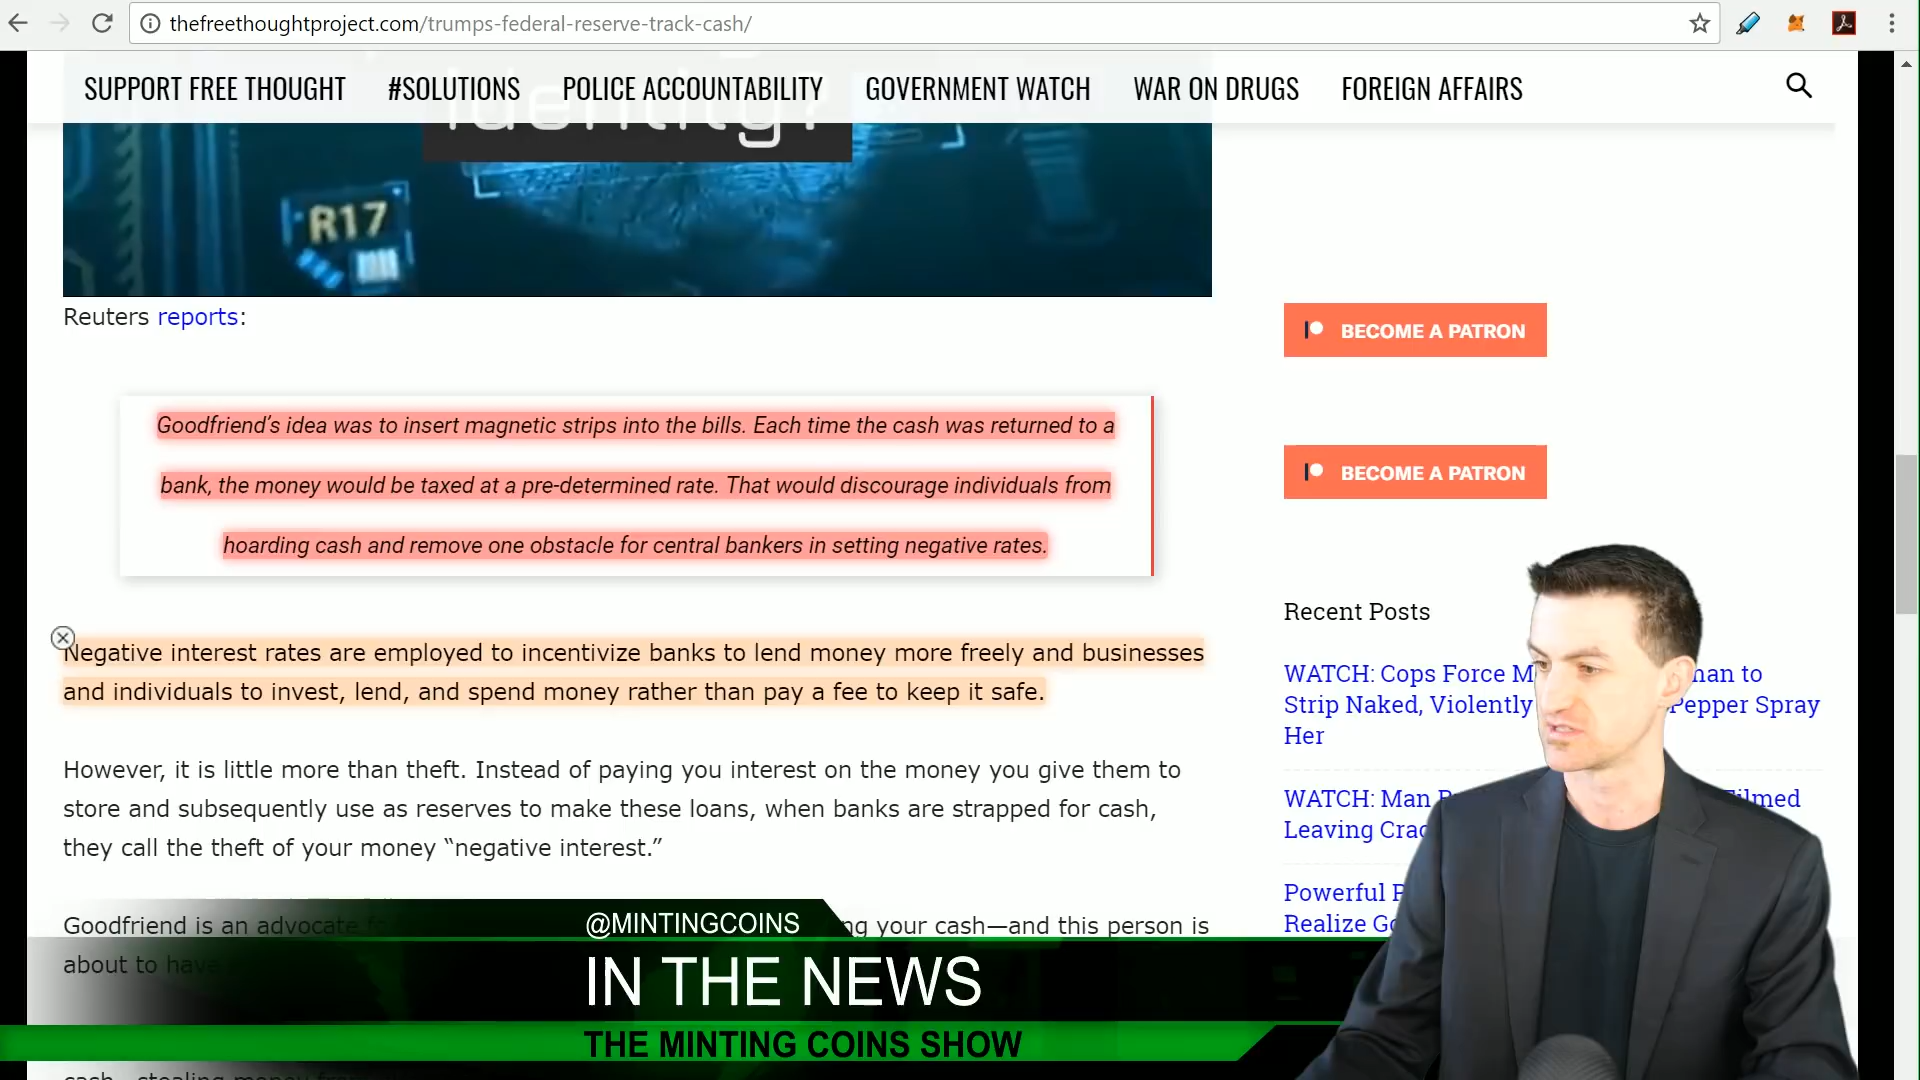 thefreethoughtproject.com/trumps-federal-reserve-track-cash/
SUPPORT FREE THOUGHT #SOLUTIONS POLICE ACCOUNTABILITY GOVERNMENT WATCH WAR ON DRUGS FOREIGN AFFAIRS
identity?
R17
Reuters reports:
Goodfriend’s idea was to insert magnetic strips into the bills. Each time the cash was returned to a
bank, the money would be taxed at a pre-determined rate. That would discourage individuals from
hoarding cash and remove one obstacle for central bankers in setting negative rates.
Negative interest rates are employed to incentivize banks to lend money more freely and businesses
and individuals to invest, lend, and spend money rather than pay a fee to keep it safe.
However, it is little more than theft. Instead of paying you interest on the money you give them to
store and subsequently use as reserves to make these loans, when banks are strapped for cash,
they call the theft of your money “negative interest.”
Goodfriend is an advocate your cash—and this person is
about to have
BECOME A PATRON
BECOME A PATRON
Recent Posts
WATCH: Cops Force to
Strip Naked, Violently Pepper Spray
Her
WATCH: Man Filmed
Leaving
Powerful
Realize
@MINTINGCOINS
IN THE NEWS
THE MINTING COINS SHOW